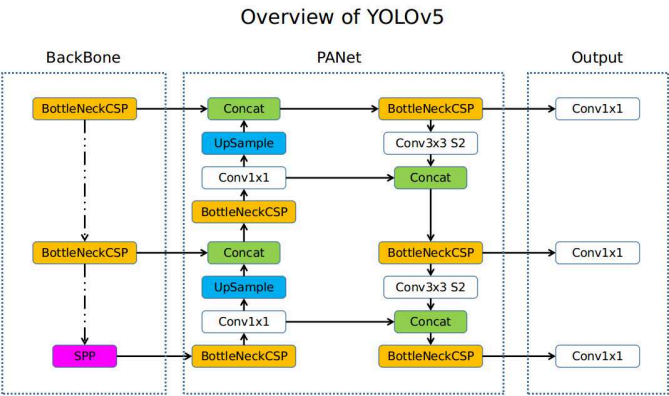 Overview of YOLOv5
BackBone PANet Output
BottleNeckCSP Concat BottleNeckCSP Conv1x1
UpSample Conv3x3 S2
Conv1x1 Concat
BottleNeckCSP
BottleNeckCSP Concat BottleNeckCSP Conv1x1
UpSample Conv3x3 S2
Conv1x1 Concat
SPP BottleNeckCSP BottleNeckCSP Conv1x1